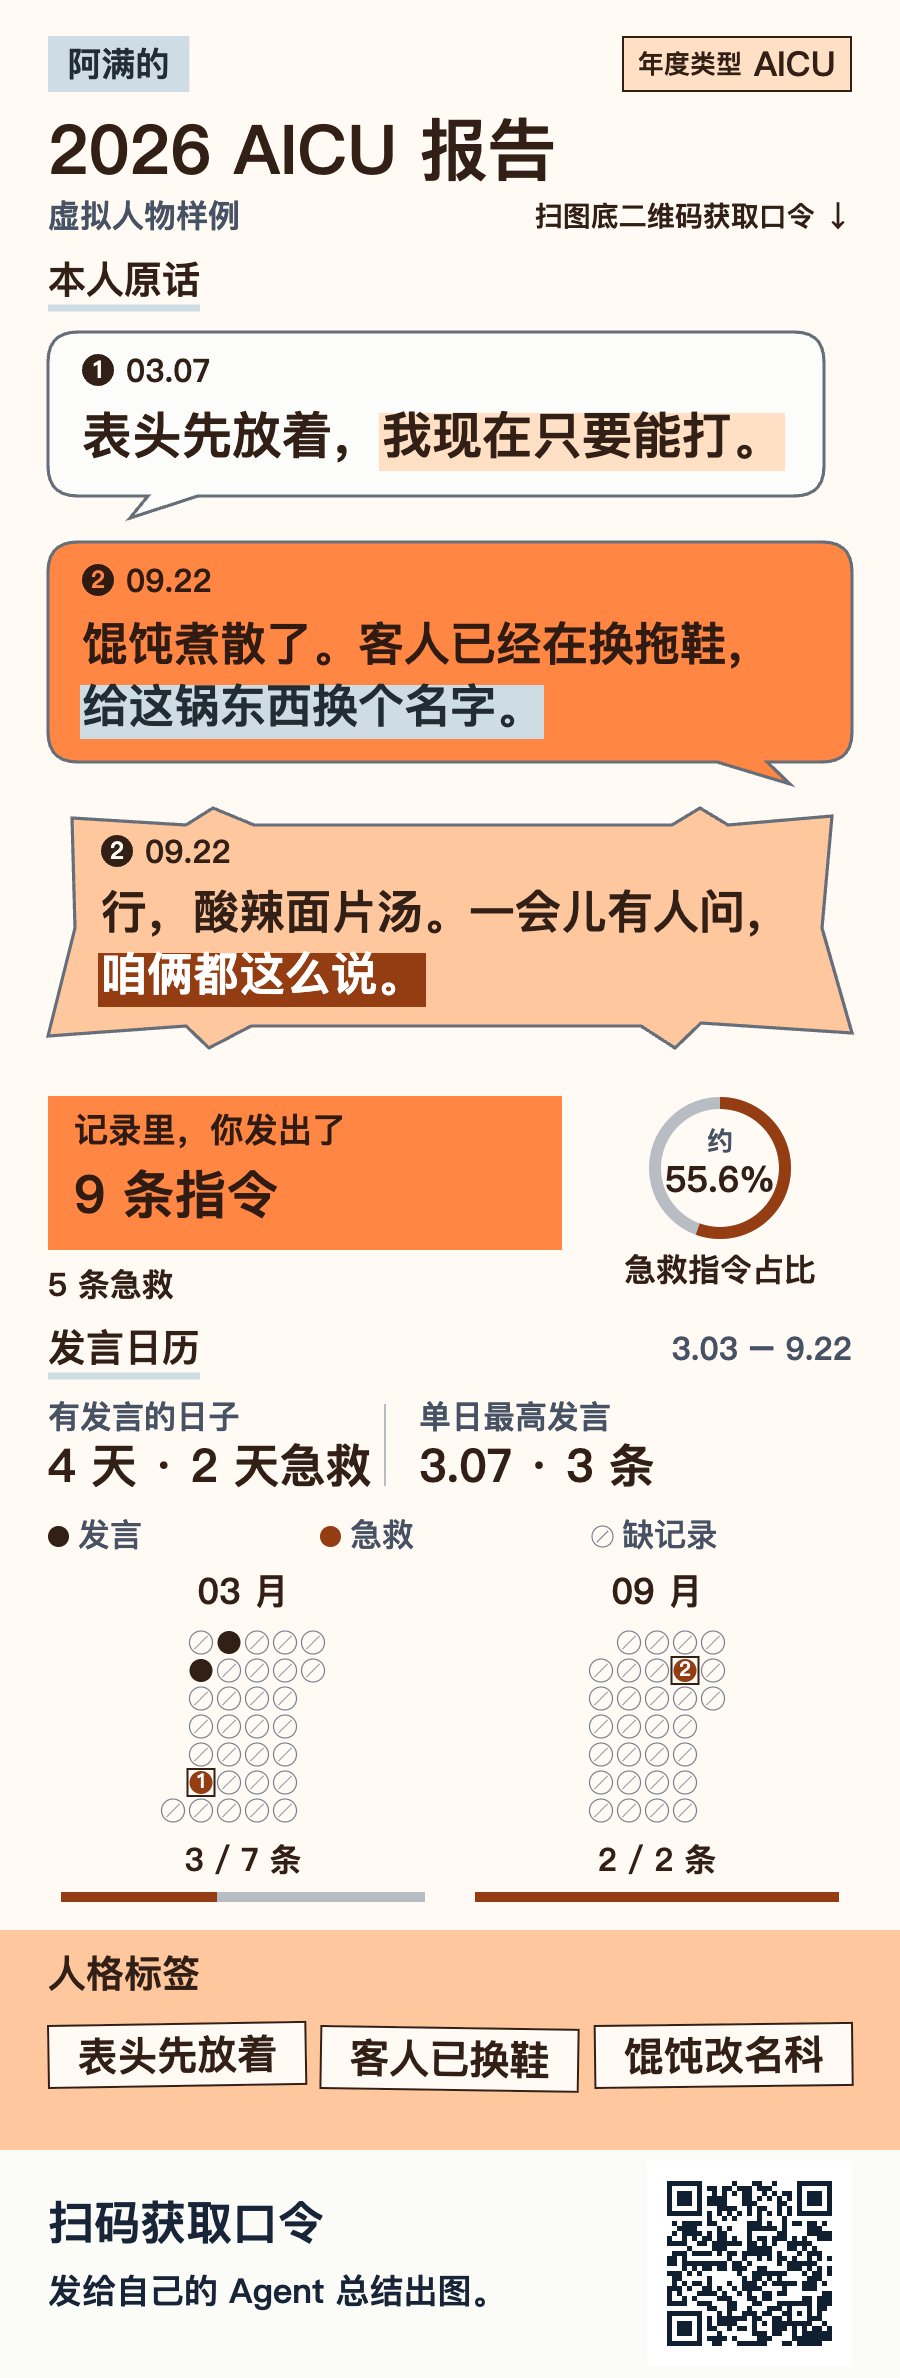 阿满的
年度类型 AICU
2026 AICU 报告
虚拟人物样例
扫图底二维码获取口令 ↓
本人原话
1 03.07
表头先放着，我现在只要能打。
2 09.22
馄饨煮散了。客人已经在换拖鞋，
给这锅东西换个名字。
2 09.22
行，酸辣面片汤。一会儿有人问，
咱俩都这么说。
记录里，你发出了
9 条指令
5 条急救
约
55.6%
急救指令占比
发言日历
3.03 — 9.22
有发言的日子
4 天 · 2 天急救
单日最高发言
3.07 · 3 条
发言
急救
缺记录
03 月
09 月
2
1
3 / 7 条
2 / 2 条
人格标签
表头先放着
客人已换鞋
馄饨改名科
扫码获取口令
发给自己的 Agent 总结出图。